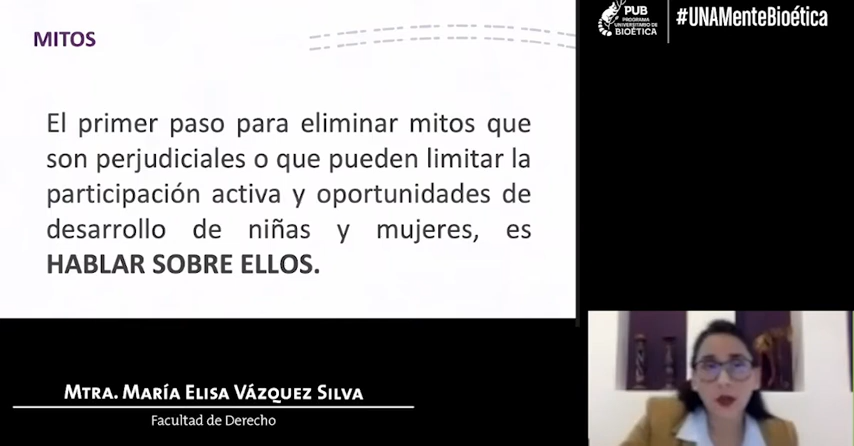 MITOS
El primer paso para eliminar mitos que
son perjudiciales o que pueden limitar la
participación activa y oportunidades de
desarrollo de niñas y mujeres, es
HABLAR SOBRE ELLOS.
PUB
PROGRAMA
UNIVERSITARIO DE
BIOÉTICA
#UNAMenteBioética
MTRA. MARÍA ELISA VÁZQUEZ SILVA
Facultad de Derecho